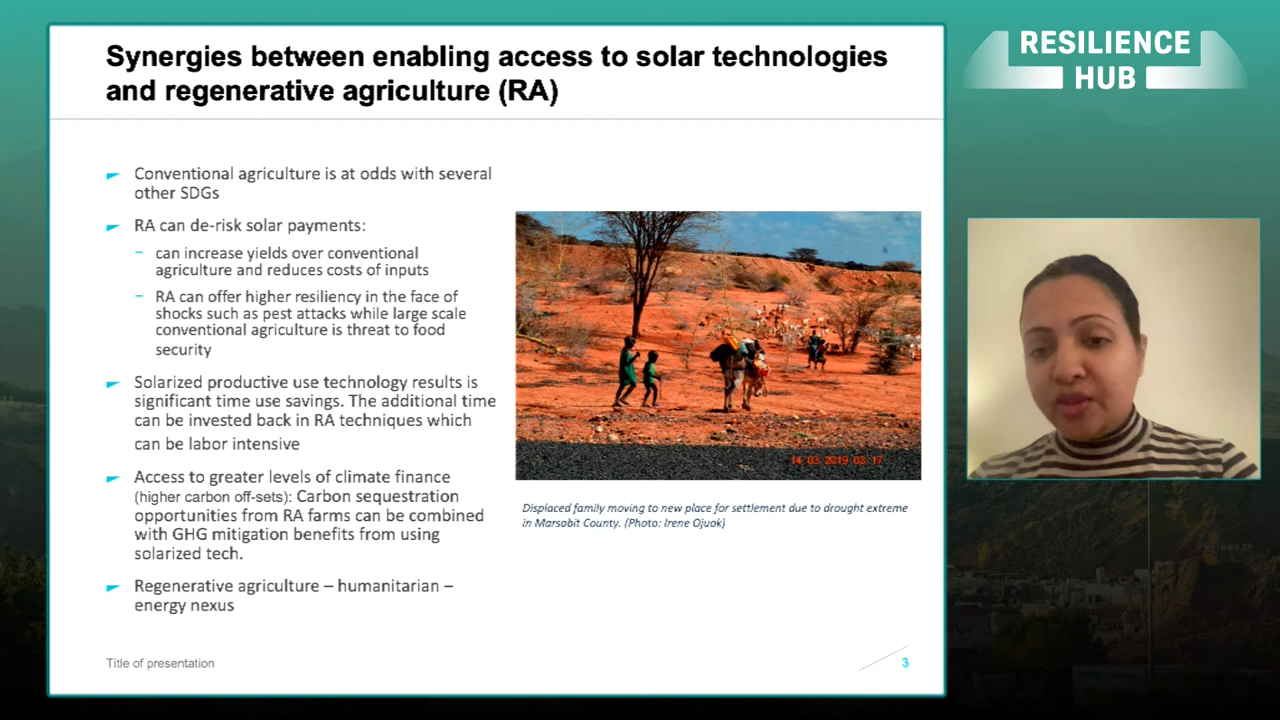 Synergies between enabling access to solar technologies
and regenerative agriculture (RA)
Conventional agriculture is at odds with several
other SDGs
RA can de-risk solar payments:
– can increase yields over conventional
agriculture and reduces costs of inputs
– RA can offer higher resiliency in the face of
shocks such as pest attacks while large scale
conventional agriculture is threat to food
security
Solarized productive use technology results is
significant time use savings. The additional time
can be invested back in RA techniques which
can be labor intensive
Access to greater levels of climate finance
(higher carbon off-sets): Carbon sequestration
opportunities from RA farms can be combined
with GHG mitigation benefits from using
solarized tech.
Regenerative agriculture – humanitarian –
energy nexus
14 03 2019 03 17
Displaced family moving to new place for settlement due to drought extreme
in Marsabit County. (Photo: Irene Ojuok)
Title of presentation
3
RESILIENCE
HUB